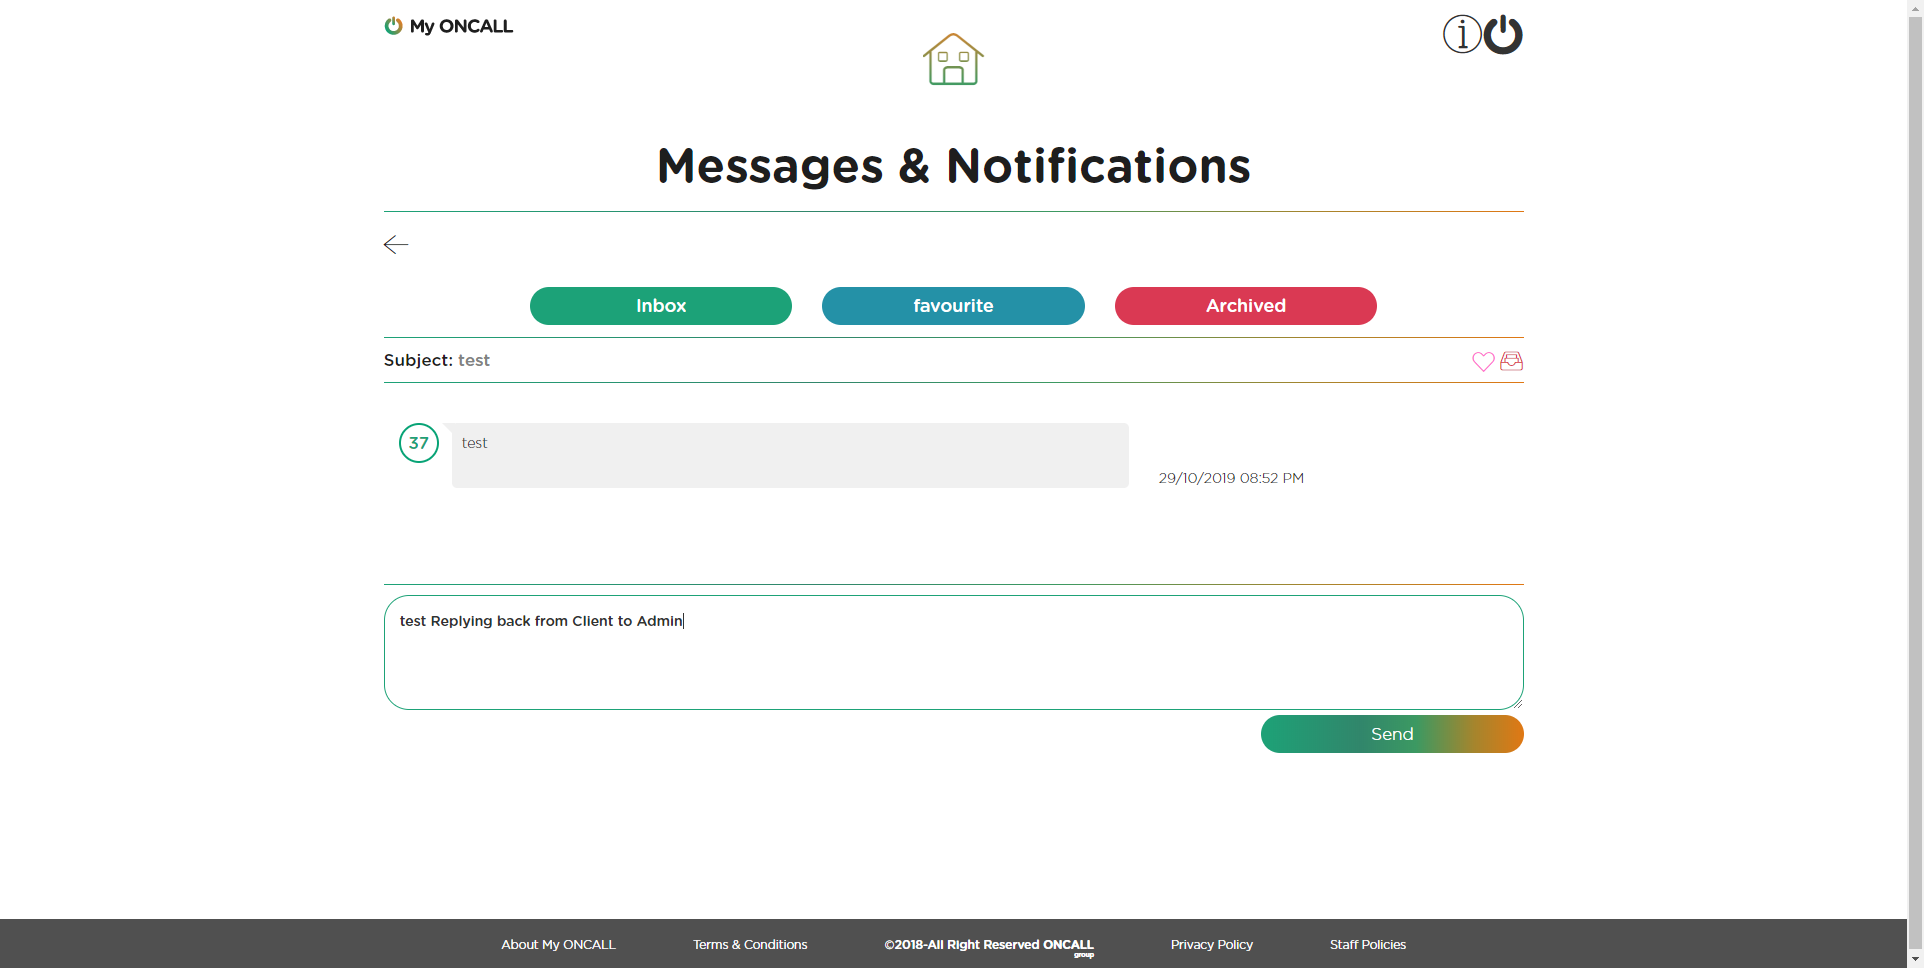 My ONCALL
i
Messages & Notifications
Inbox
favourite
Archived
Subject: test
37
test
29/10/2019 08:52 PM
test Replying back from Client to Admin
Send
About My ONCALL
Terms & Conditions
©2018-All Right Reserved ONCALL
group
Privacy Policy
Staff Policies